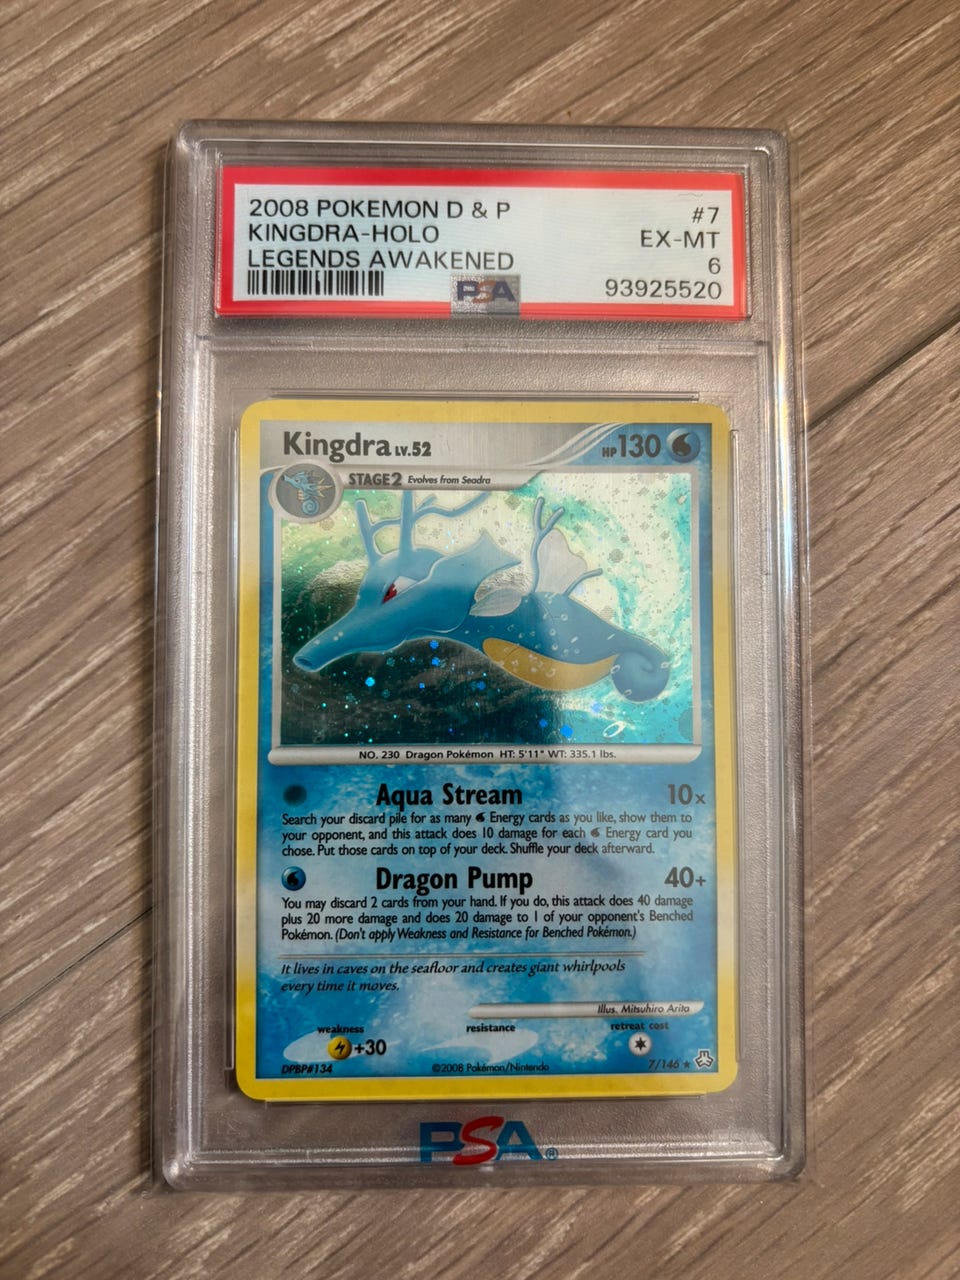 2008 POKEMON D & P #7
KINGDRA-HOLO EX-MT
LEGENDS AWAKENED 6
PSA 93925520
Kingdra LV.52 HP 130
STAGE2 Evolves from Seadra
NO. 230 Dragon Pokémon HT: 5'11" WT: 335.1 lbs.
Aqua Stream 10x
Search your discard pile for as many Energy cards as you like, show them to
your opponent, and this attack does 10 damage for each Energy card you
chose. Put those cards on top of your deck. Shuffle your deck afterward.
Dragon Pump 40+
You may discard 2 cards from your hand. If you do, this attack does 40 damage
plus 20 more damage and does 20 damage to 1 of your opponent's Benched
Pokémon. (Don't apply Weakness and Resistance for Benched Pokémon.)
It lives in caves on the seafloor and creates giant whirlpools
every time it moves.
Illus. Mitsuhiro Arita
weakness resistance retreat cost
+30
DPBP#134 ©2008 Pokémon/Nintendo 7/146 ★
PSA®